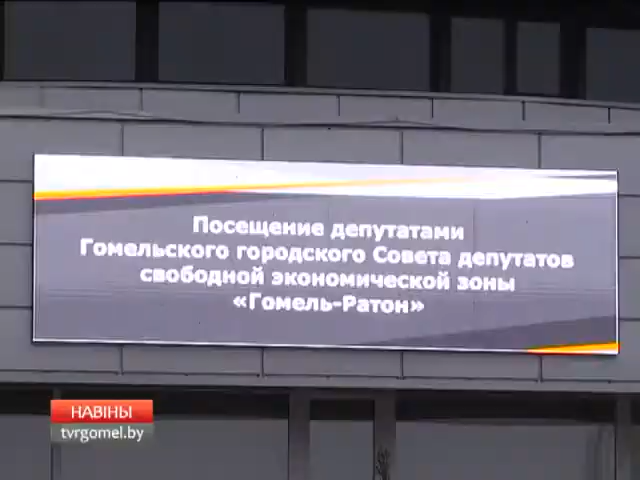 Посещение депутатами
Гомельского городского Совета депутатов
свободной экономической зоны
«Гомель-Ратон»
НАВІНЫ
tvrgomel.by